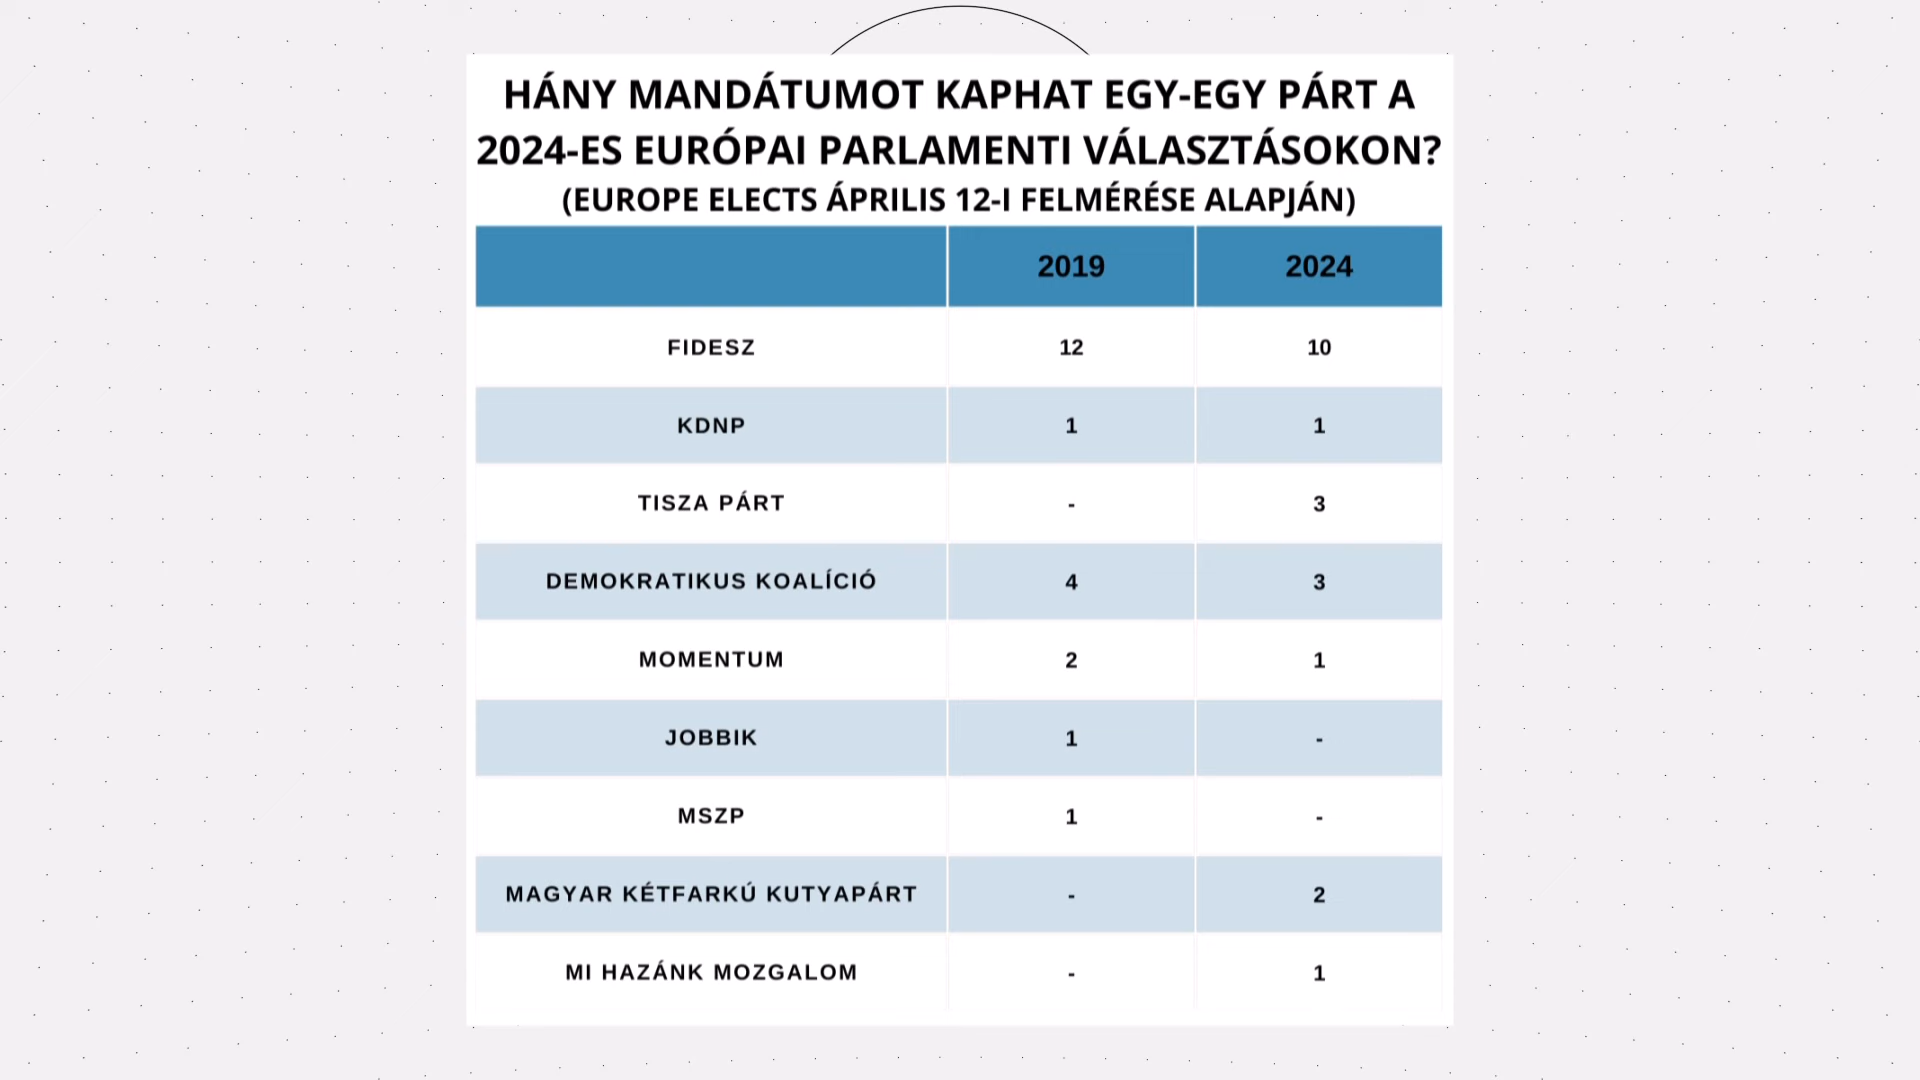 HÁNY MANDÁTUMOT KAPHAT EGY-EGY PÁRT A
2024-ES EURÓPAI PARLAMENTI VÁLASZTÁSOKON?
(EUROPE ELECTS ÁPRILIS 12-I FELMÉRÉSE ALAPJÁN)
2019 2024
FIDESZ 12 10
KDNP 1 1
TISZA PÁRT - 3
DEMOKRATIKUS KOALÍCIÓ 4 3
MOMENTUM 2 1
JOBBIK 1 -
MSZP 1 -
MAGYAR KÉTFARKÚ KUTYAPÁRT - 2
MI HAZÁNK MOZGALOM - 1